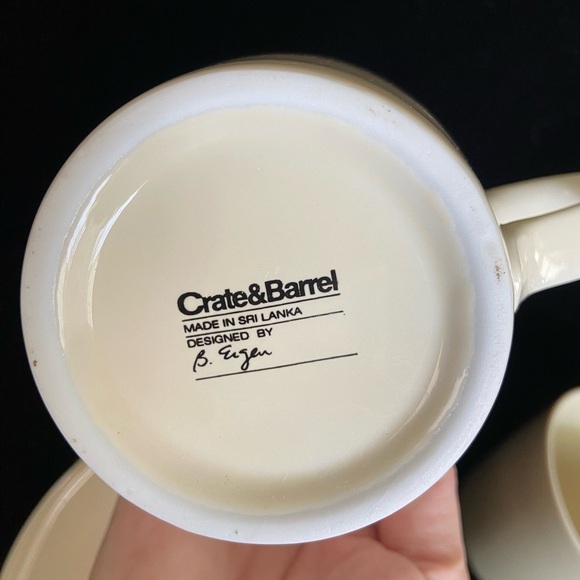 Crate&Barrel
MADE IN SRI LANKA
DESIGNED BY
B. Eigen